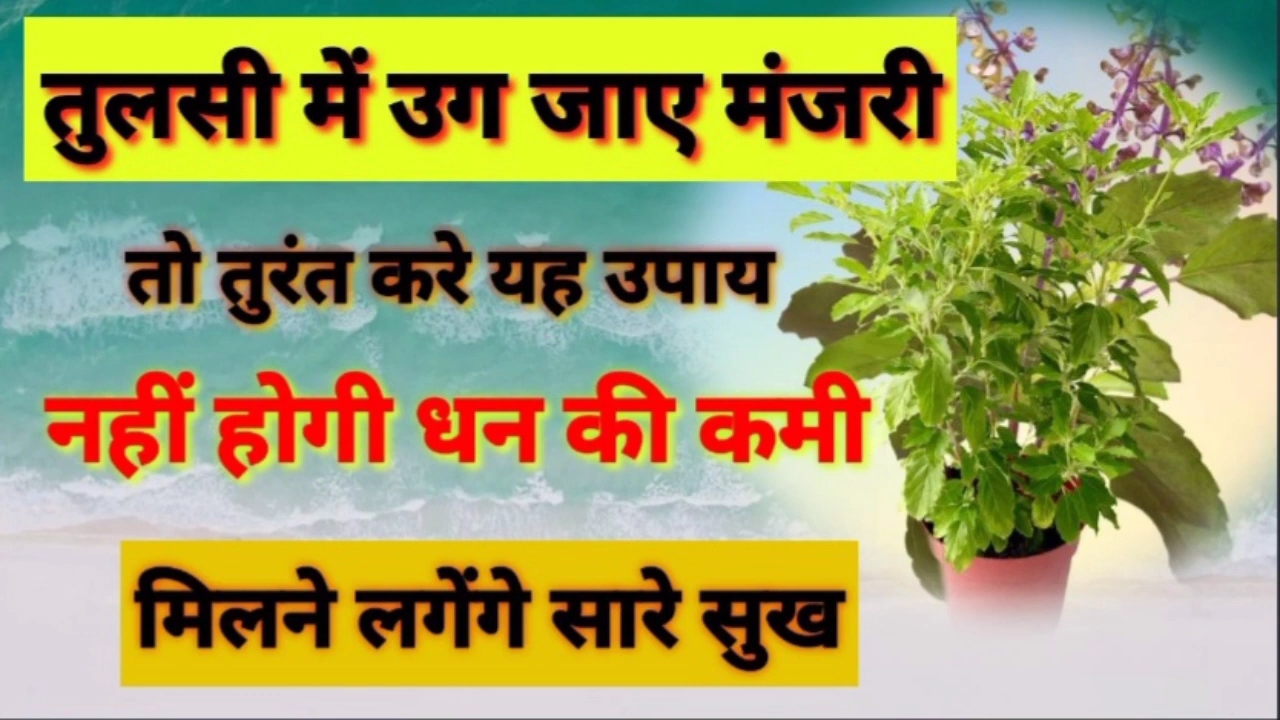 तुलसी में उग जाए मंजरी
तो तुरंत करे यह उपाय
नहीं होगी धन की कमी
मिलने लगेंगे सारे सुख